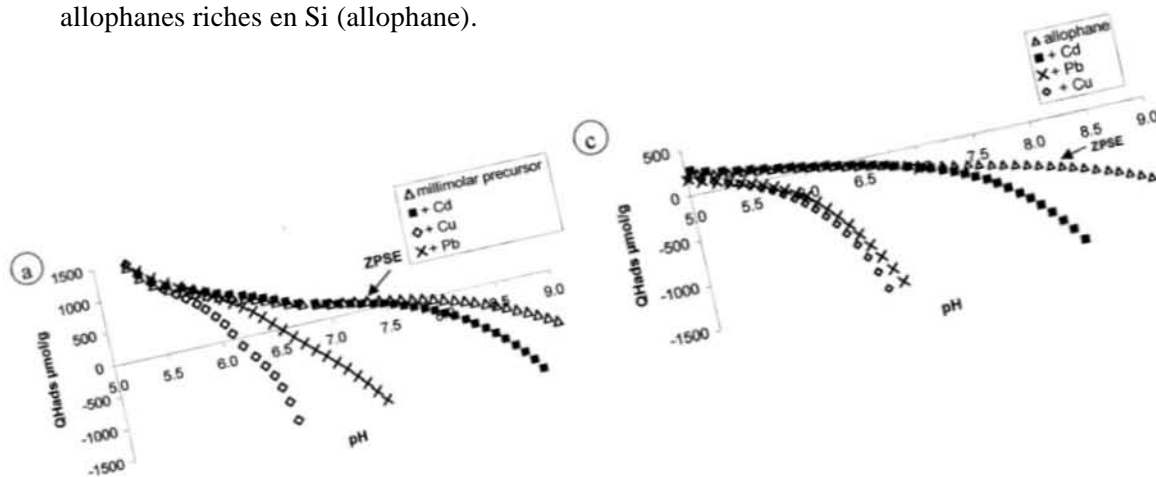 allophanes riches en Si (allophane).
a
△ millimolar precursor
■ + Cd
◇ + Cu
× + Pb
ZPSE
QHads µmol/g
1500
1000
500
0
-500
-1000
-1500
5.0
5.5
6.0
6.5
7.0
7.5
8.5
9.0
pH
c
△ allophane
■ + Cd
× + Pb
◇ + Cu
ZPSE
QHads µmol/g
500
0
-500
-1000
-1500
5.0
5.5
6.0
6.5
7.5
8.0
8.5
9.0
pH